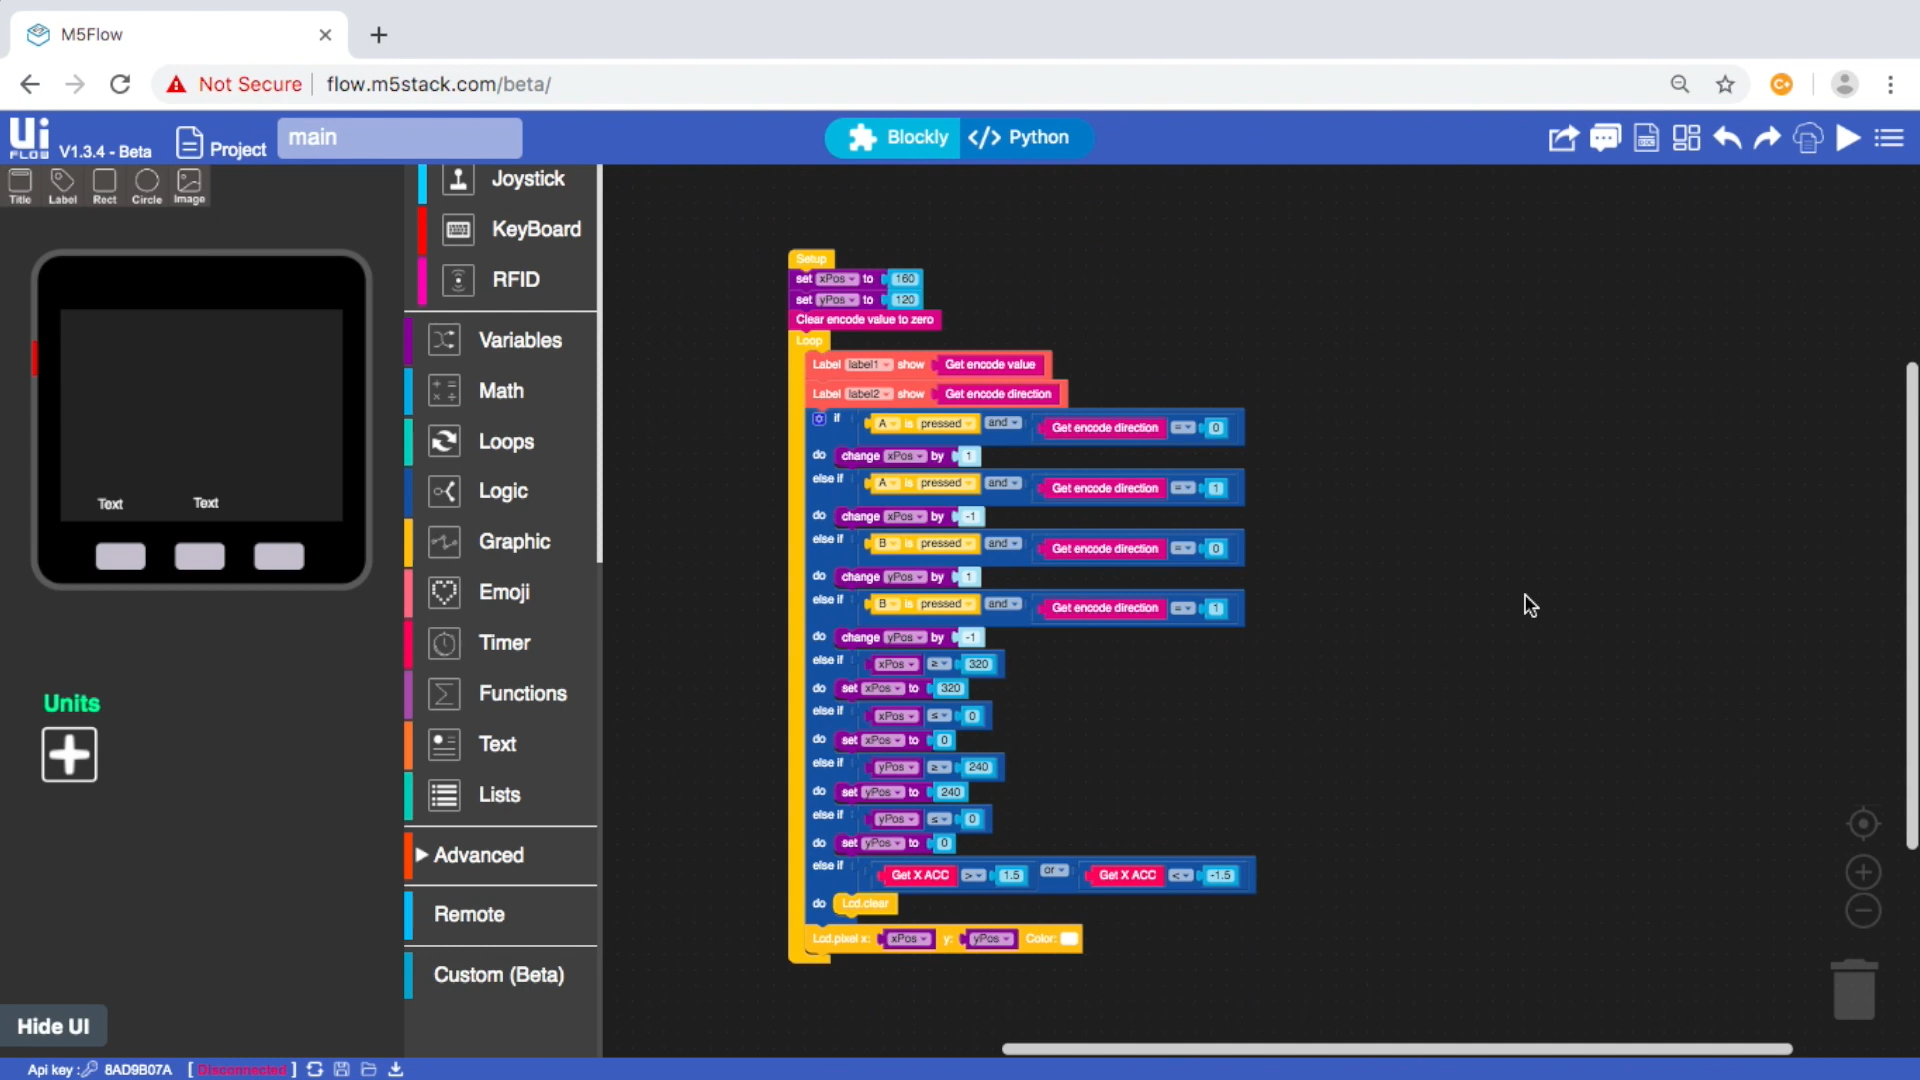 M5Flow
Not Secure
flow.m5stack.com/beta/
Ui FLOW V1.3.4 - Beta
Project
main
Blockly
</> Python
Title
Label
Rect
Circle
Image
Text
Text
Units
Hide UI
Joystick
KeyBoard
RFID
Variables
Math
Loops
Logic
Graphic
Emoji
Timer
Functions
Text
Lists
Advanced
Remote
Custom (Beta)
Setup
set xPos to 160
set yPos to 120
Clear encode value to zero
Loop
Label label1 show Get encode value
Label label2 show Get encode direction
if A is pressed and Get encode direction = 0
do change xPos by 1
else if A is pressed and Get encode direction = 1
do change xPos by -1
else if B is pressed and Get encode direction = 0
do change yPos by 1
else if B is pressed and Get encode direction = 1
do change yPos by -1
else if xPos ≥ 320
do set xPos to 320
else if xPos ≤ 0
do set xPos to 0
else if yPos ≥ 240
do set yPos to 240
else if yPos ≤ 0
do set yPos to 0
else if Get X ACC > 1.5 or Get X ACC < -1.5
do Lcd.clear
Lcd.pixel x: xPos y: yPos Color:
Api key : 8AD9B07A [ Disconnected ]